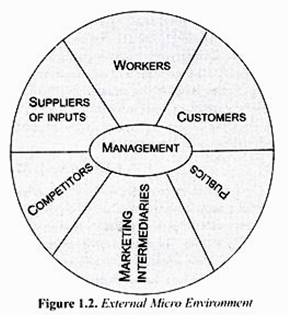 WORKERS
SUPPLIERS
OF INPUTS
CUSTOMERS
MANAGEMENT
COMPETITORS
PUBLICS
MARKETING
INTERMEDIARIES
Figure 1.2. External Micro Environment